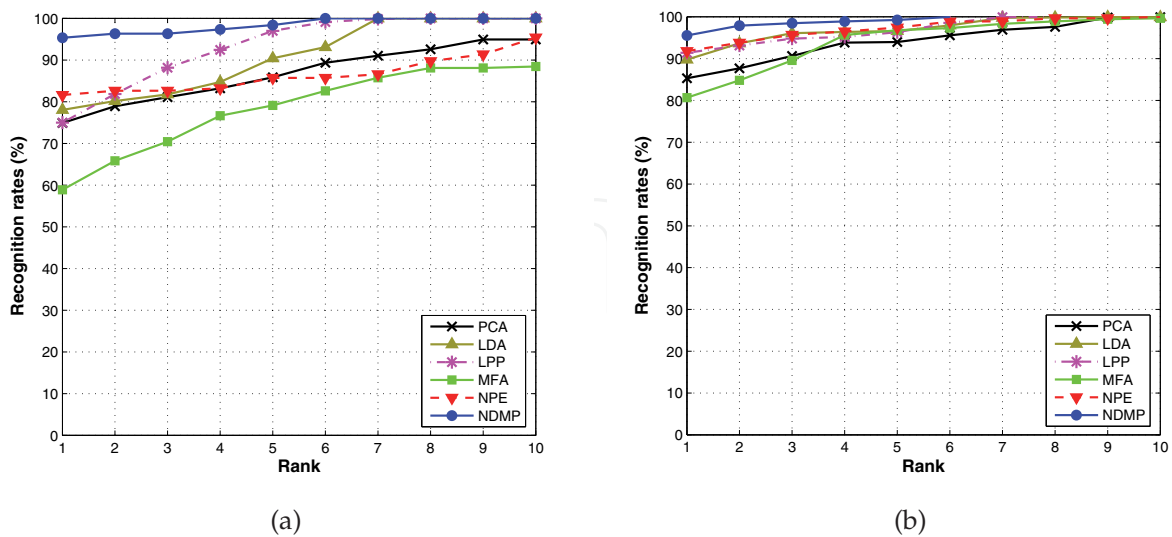 100
90
80
70
60
50
40
30
20
10
0
Recognition rates (%)
1 2 3 4 5 6 7 8 9 10
Rank
PCA
LDA
LPP
MFA
NPE
NDMP
(a)
100
90
80
70
60
50
40
30
20
10
0
Recognition rates (%)
1 2 3 4 5 6 7 8 9 10
Rank
PCA
LDA
LPP
MFA
NPE
NDMP
(b)